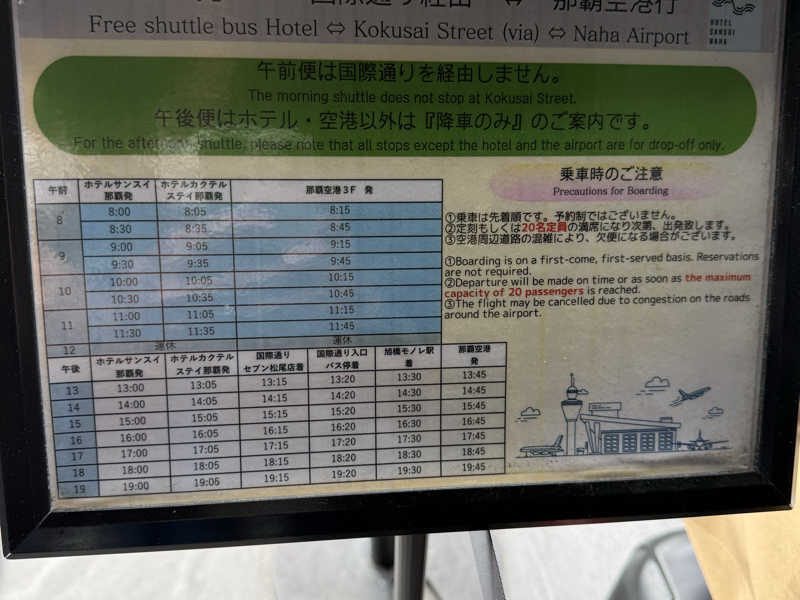 国際通り経由 ⇔ 那覇空港行
Free shuttle bus Hotel ⇔ Kokusai Street (via) ⇔ Naha Airport
HOTEL
SANSUI
NAHA
午前便は国際通りを経由しません。
The morning shuttle does not stop at Kokusai Street.
午後便はホテル・空港以外は『降車のみ』のご案内です。
For the afternoon shuttle, please note that all stops except the hotel and the airport are for drop-off only.
午前 ホテルサンスイ那覇発 ホテルカクテルステイ那覇発 那覇空港3F 発
8 8:00 8:05 8:15
8:30 8:35 8:45
9 9:00 9:05 9:15
9:30 9:35 9:45
10 10:00 10:05 10:15
10:30 10:35 10:45
11 11:00 11:05 11:15
11:30 11:35 11:45
12 運休 運休
午後 ホテルサンスイ那覇発 ホテルカクテルステイ那覇発 国際通りセブン松尾店着 国際通り入口バス停着 旭橋モノレ駅着 那覇空港発
13 13:00 13:05 13:15 13:20 13:30 13:45
14 14:00 14:05 14:15 14:20 14:30 14:45
15 15:00 15:05 15:15 15:20 15:30 15:45
16 16:00 16:05 16:15 16:20 16:30 16:45
17 17:00 17:05 17:15 17:20 17:30 17:45
18 18:00 18:05 18:15 18:20 18:30 18:45
19 19:00 19:05 19:15 19:20 19:30 19:45
乗車時のご注意
Precautions for Boarding
①乗車は先着順です。予約制ではございません。
②定刻もしくは20名定員の満席になり次第、出発致します。
③空港周辺道路の混雑により、欠便になる場合がございます。
①Boarding is on a first-come, first-served basis. Reservations
are not required.
②Departure will be made on time or as soon as the maximum
capacity of 20 passengers is reached.
③The flight may be cancelled due to congestion on the roads
around the airport.